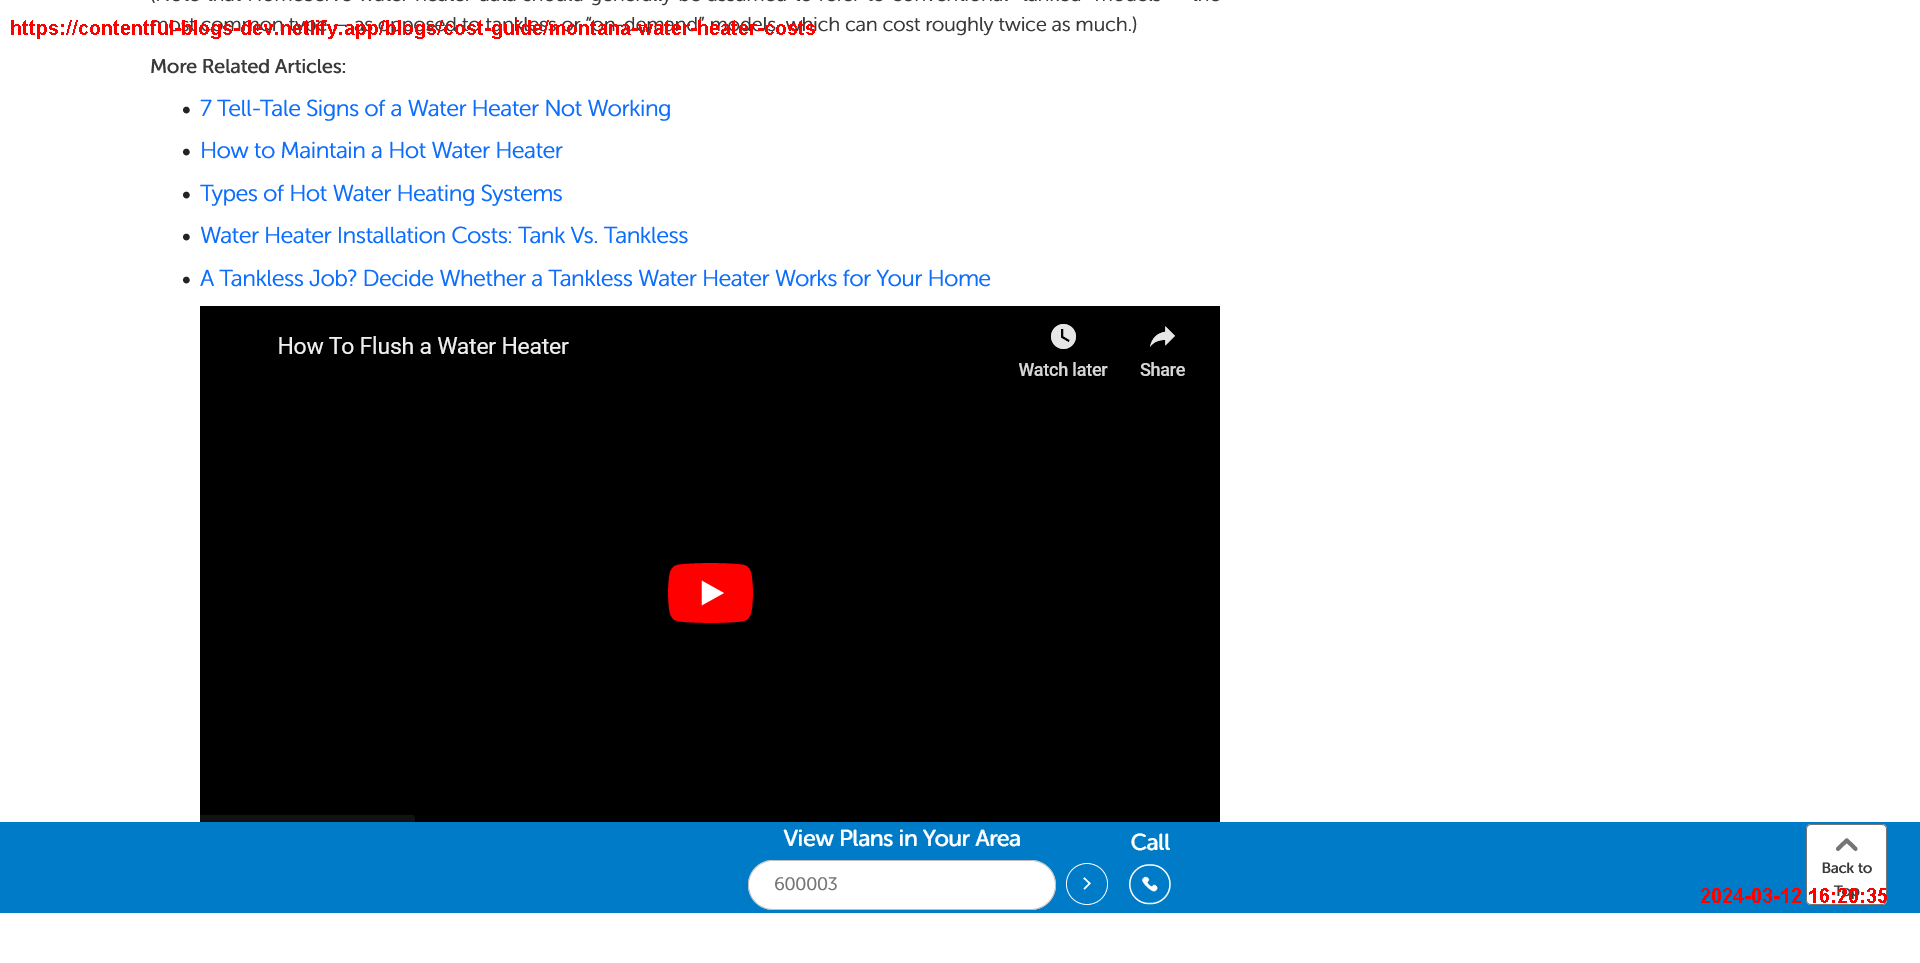 most common type — as opposed to tankless or “on-demand” models, which can cost roughly twice as much.)
https://contentful-blogs-dev.netlify.app/blogs/cost-guide/montana-water-heater-costs
More Related Articles:
7 Tell-Tale Signs of a Water Heater Not Working
How to Maintain a Hot Water Heater
Types of Hot Water Heating Systems
Water Heater Installation Costs: Tank Vs. Tankless
A Tankless Job? Decide Whether a Tankless Water Heater Works for Your Home
How To Flush a Water Heater
Watch later
Share
View Plans in Your Area
Call
600003
Back to
Top
2024-03-12 16:20:35